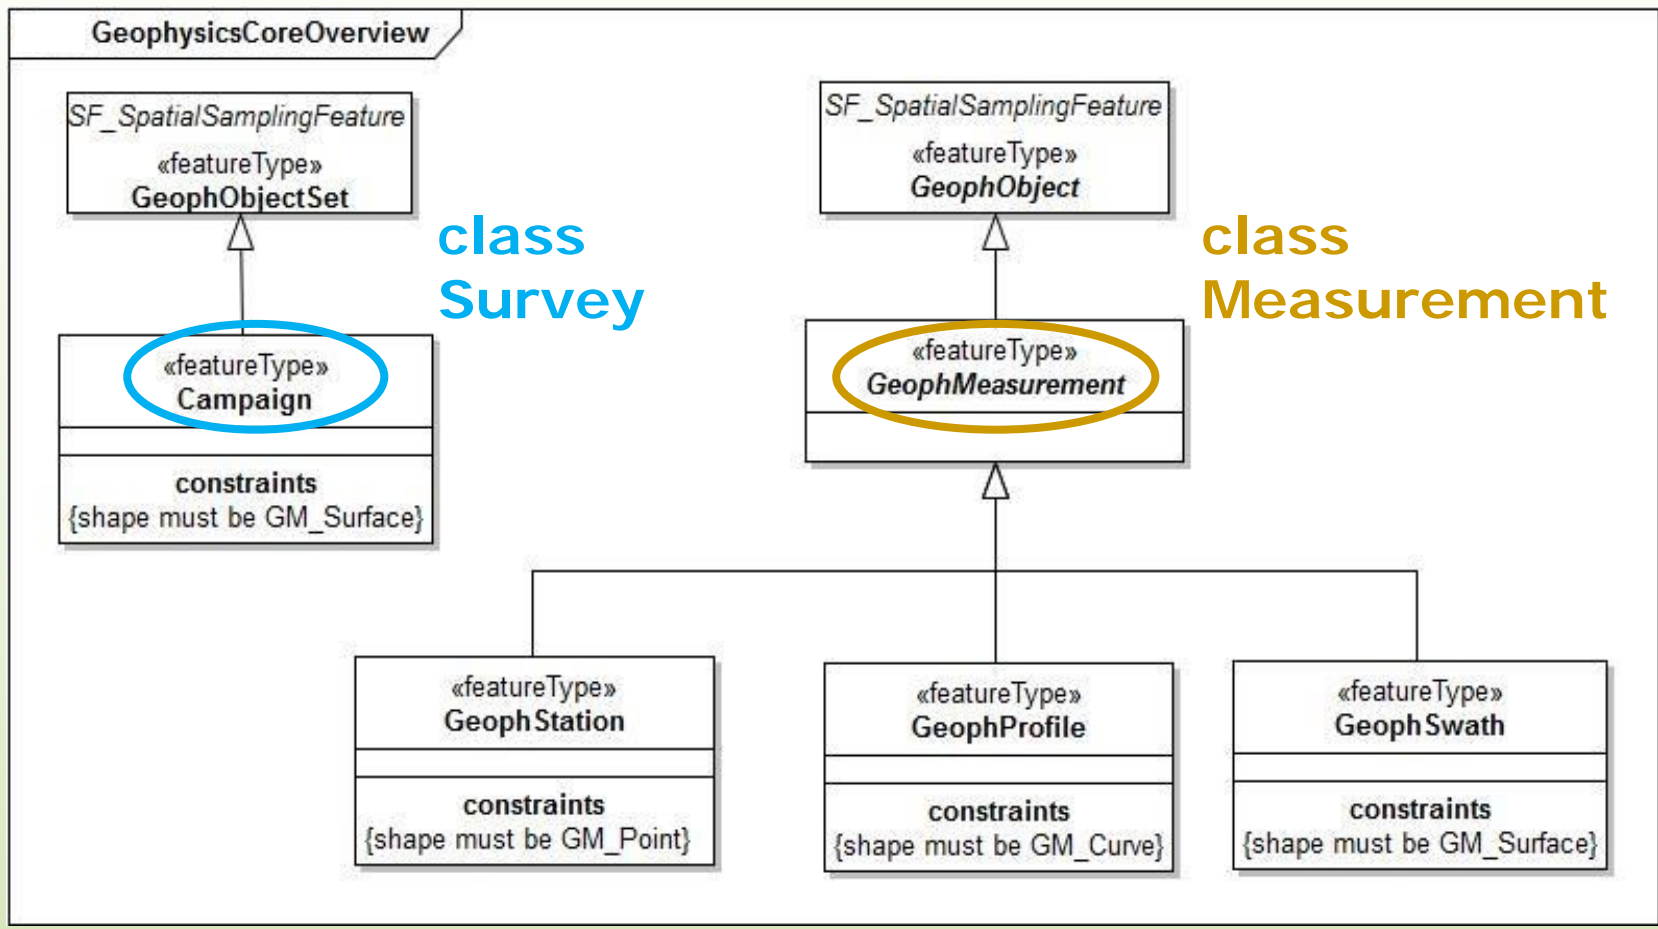 GeophysicsCoreOverview
SF_SpatialSamplingFeature
«featureType»
GeophObjectSet
SF_SpatialSamplingFeature
«featureType»
GeophObject
class
Survey
class
Measurement
«featureType»
Campaign
constraints
{shape must be GM_Surface}
«featureType»
GeophMeasurement
«featureType»
GeophStation
constraints
{shape must be GM_Point}
«featureType»
GeophProfile
constraints
{shape must be GM_Curve}
«featureType»
GeophSwath
constraints
{shape must be GM_Surface}